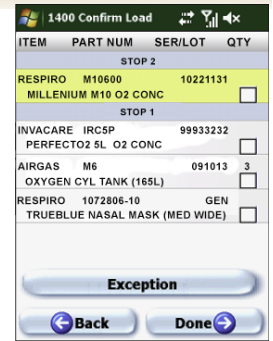 1400 Confirm Load
ITEM PART NUM SER/LOT QTY
STOP 2
RESPIRO M10600 10221131
MILLENIUM M10 O2 CONC
STOP 1
INVACARE IRC5P 99933232
PERFECTO2 5L O2 CONC
AIRGAS M6 091013 3
OXYGEN CYL TANK (165L)
RESPIRO 1072806-10 GEN
TRUEBLUE NASAL MASK (MED WIDE)
Exception
Back Done